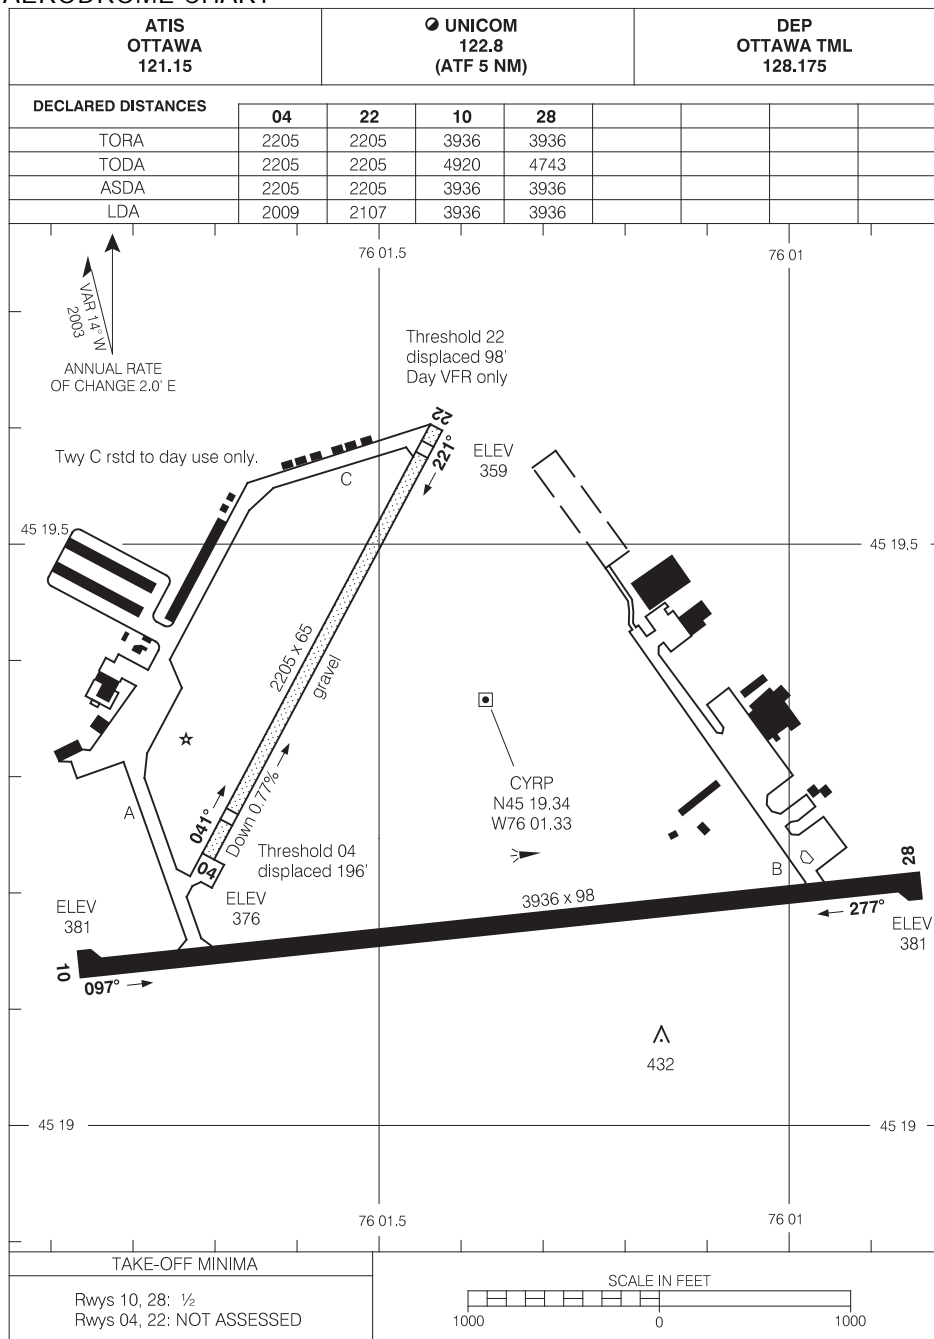 AERODROME CHART
ATIS
OTTAWA
121.15
UNICOM
122.8
(ATF 5 NM)
DEP
OTTAWA TML
128.175
DECLARED DISTANCES
04 22 10 28
TORA 2205 2205 3936 3936
TODA 2205 2205 4920 4743
ASDA 2205 2205 3936 3936
LDA 2009 2107 3936 3936
76 01.5
76 01
VAR 14° W
2003
ANNUAL RATE
OF CHANGE 2.0' E
Threshold 22
displaced 98'
Day VFR only
22
221°
ELEV
359
Twy C rstd to day use only.
C
45 19.5
45 19.5
2205 x 65
gravel
CYRP
N45 19.34
W76 01.33
A
041°
Down 0.77%
Threshold 04
displaced 196'
04
ELEV
376
B
28
3936 x 98
277°
ELEV
381
ELEV
381
10
097°
432
45 19
45 19
76 01.5
76 01
TAKE-OFF MINIMA
Rwys 10, 28: ½
Rwys 04, 22: NOT ASSESSED
SCALE IN FEET
1000 0 1000